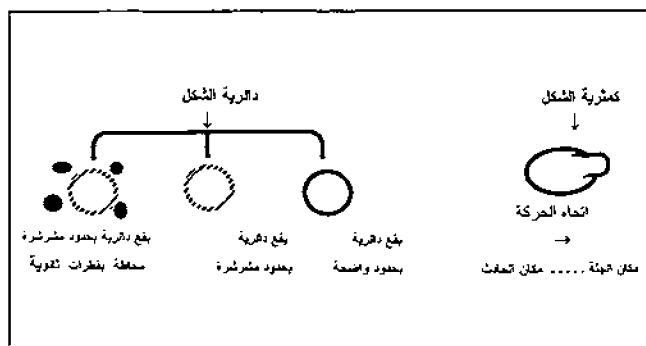 كمثرية الشكل
↓
اتجاه الحركة
→
مكان الجثة ..... مكان الحادث
دائرية الشكل
↓
بقع دائرية
بحدود واضحة
بقع دائرية
بحدود مشرشرة
بقع دائرية بحدود مشرشرة
محاطة بقطرات ثانوية